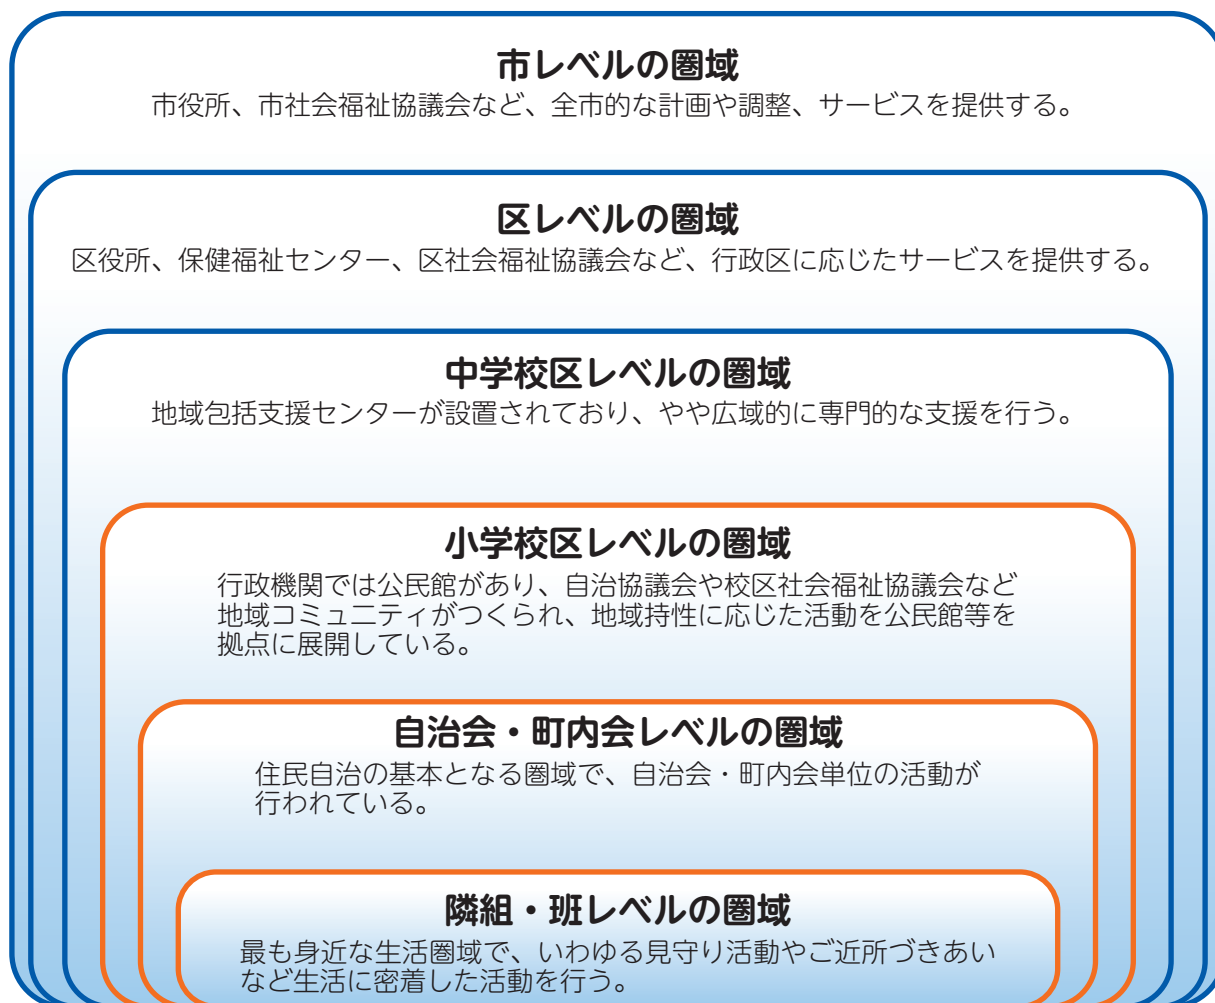 市レベルの圏域
市役所、市社会福祉協議会など、全市的な計画や調整、サービスを提供する。
区レベルの圏域
区役所、保健福祉センター、区社会福祉協議会など、行政区に応じたサービスを提供する。
中学校区レベルの圏域
地域包括支援センターが設置されており、やや広域的に専門的な支援を行う。
小学校区レベルの圏域
行政機関では公民館があり、自治協議会や校区社会福祉協議会など
地域コミュニティがつくられ、地域持性に応じた活動を公民館等を
拠点に展開している。
自治会・町内会レベルの圏域
住民自治の基本となる圏域で、自治会・町内会単位の活動が
行われている。
隣組・班レベルの圏域
最も身近な生活圏域で、いわゆる見守り活動やご近所づきあい
など生活に密着した活動を行う。